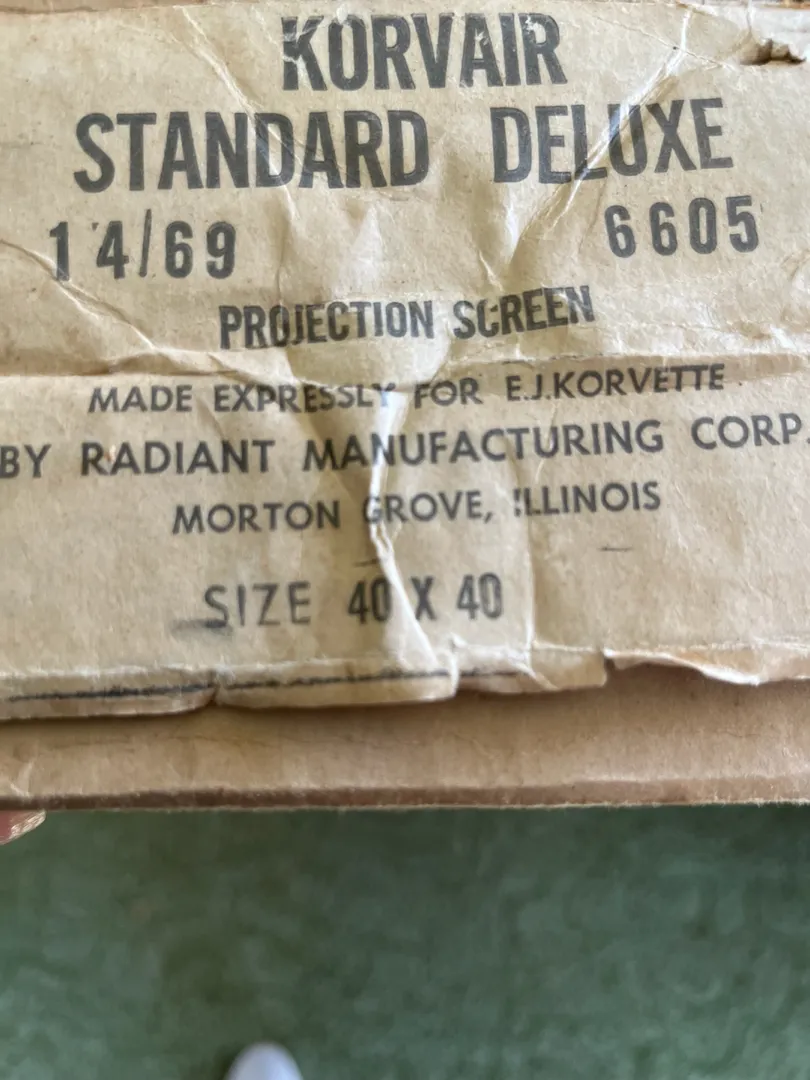 KORVAIR
STANDARD DELUXE
14/69 6605
PROJECTION SCREEN
MADE EXPRESSLY FOR E.J.KORVETTE
BY RADIANT MANUFACTURING CORP.
MORTON GROVE, ILLINOIS
SIZE 40 X 40